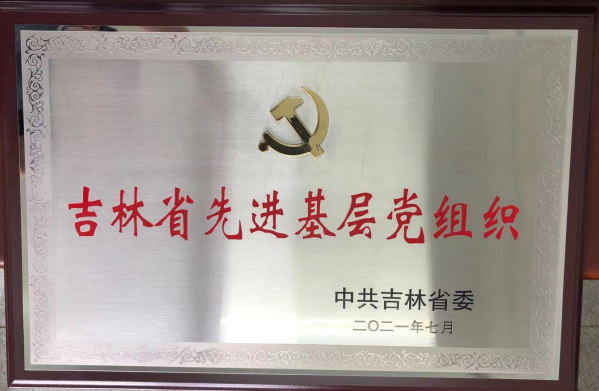 吉林省先进基层党组织
中共吉林省委
二〇二一年七月